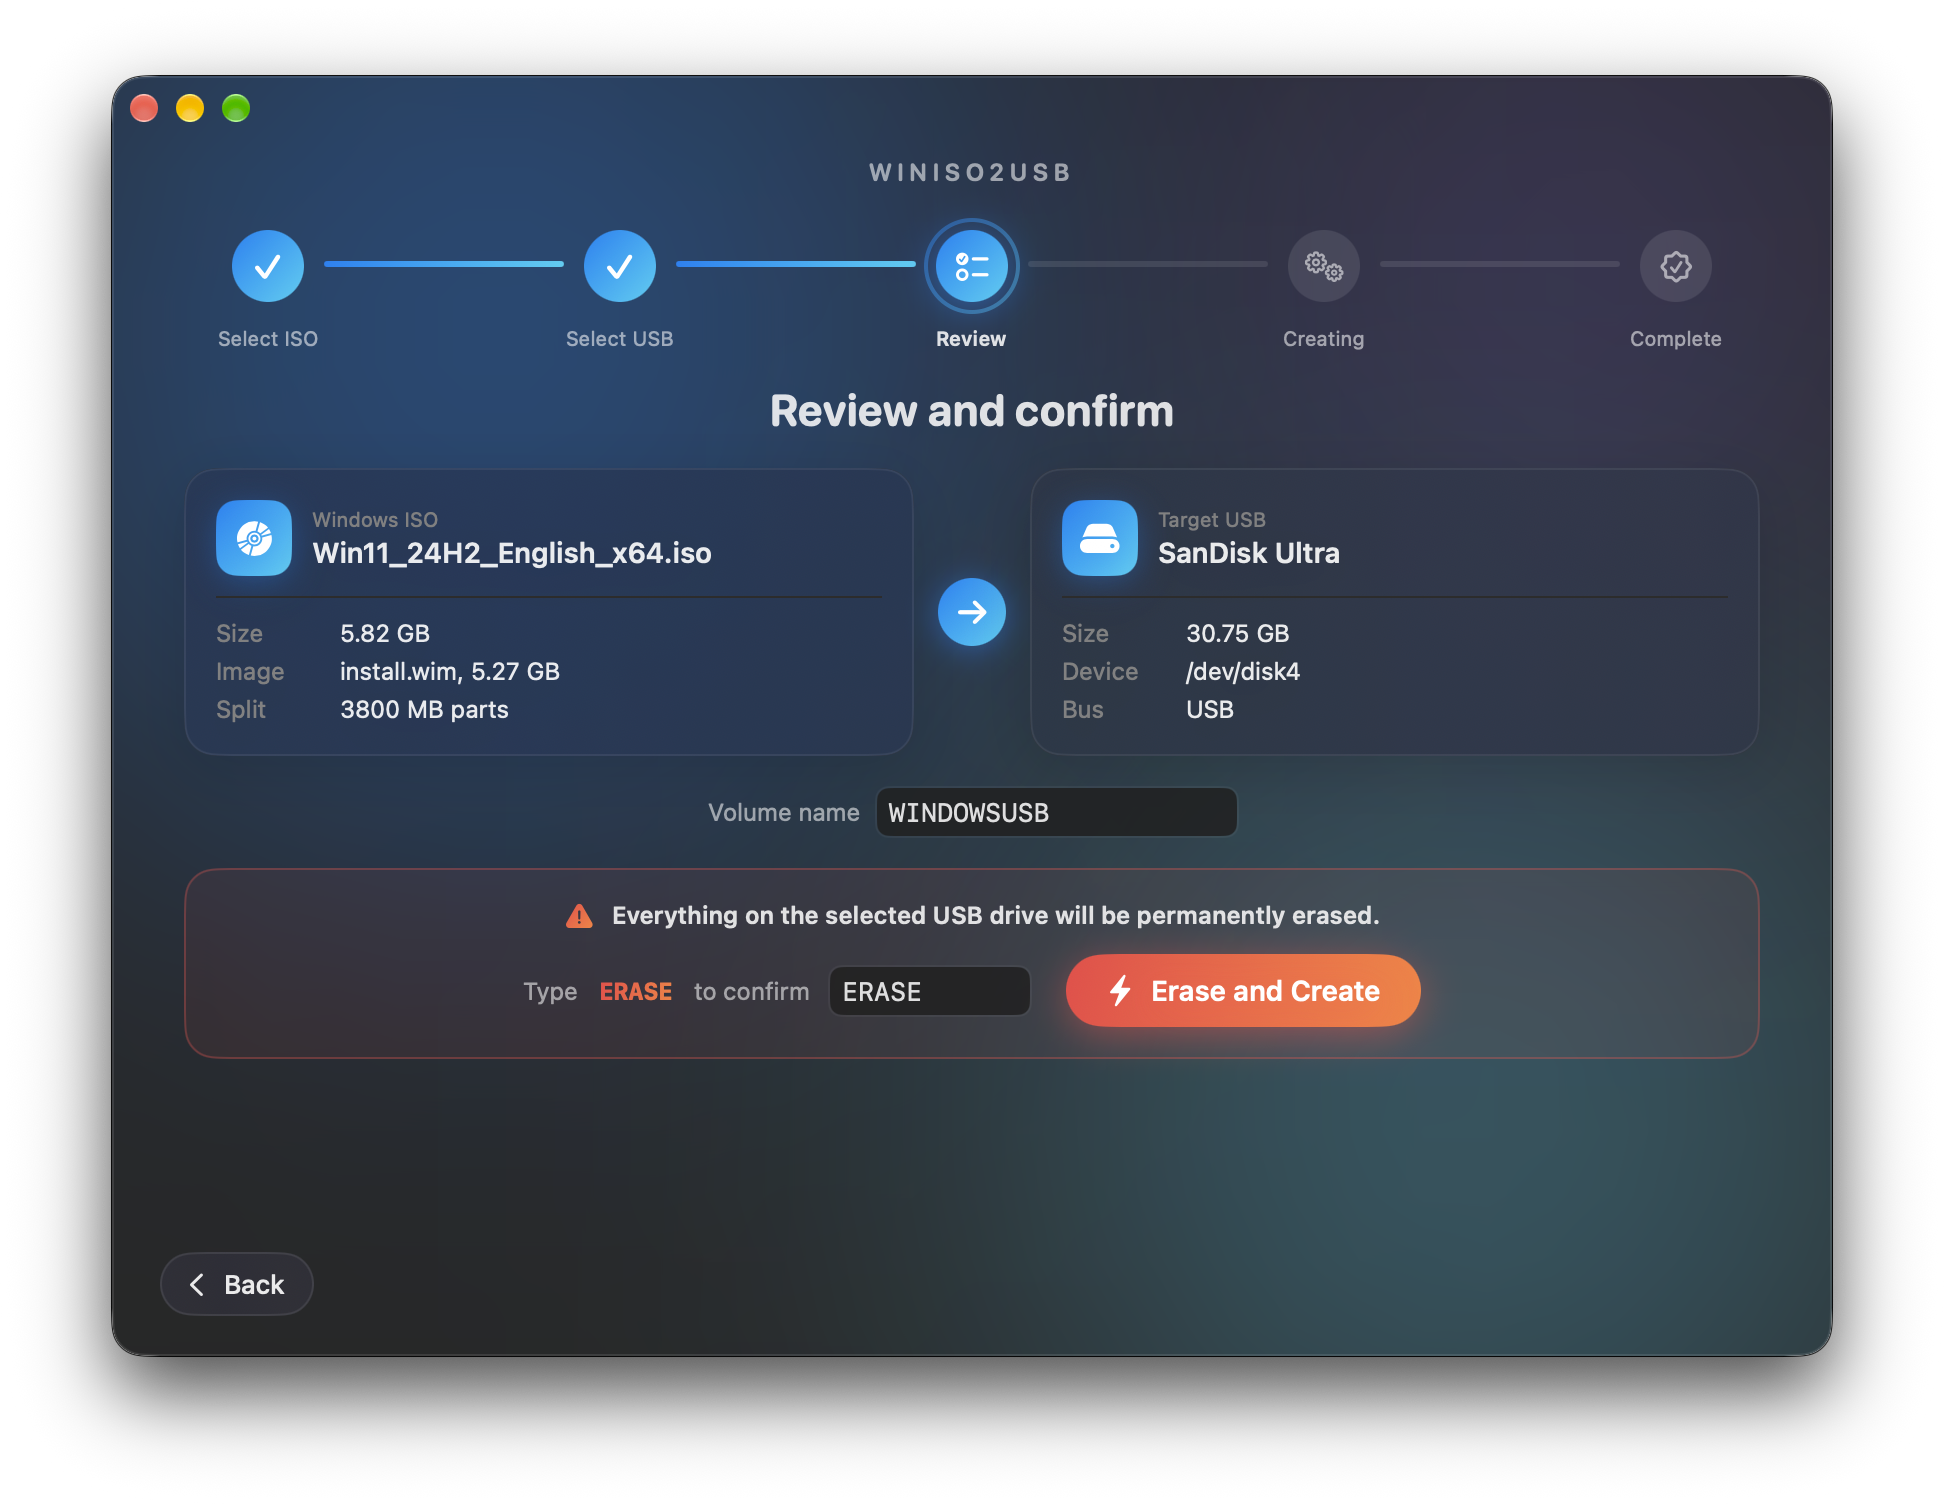 WINISO2USB
Select ISO
Select USB
Review
Creating
Complete
Review and confirm
Windows ISO
Win11_24H2_English_x64.iso
Size 5.82 GB
Image install.wim, 5.27 GB
Split 3800 MB parts
Target USB
SanDisk Ultra
Size 30.75 GB
Device /dev/disk4
Bus USB
Volume name WINDOWSUSB
Everything on the selected USB drive will be permanently erased.
Type ERASE to confirm ERASE Erase and Create
Back